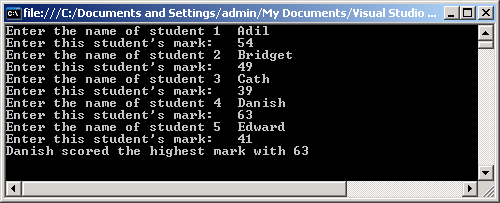 file:///C:/Documents and Settings/admin/My Documents/Visual Studio ...
Enter the name of student 1   Adil
Enter this student's mark:   54
Enter the name of student 2   Bridget
Enter this student's mark:   49
Enter the name of student 3   Cath
Enter this student's mark:   39
Enter the name of student 4   Danish
Enter this student's mark:   63
Enter the name of student 5   Edward
Enter this student's mark:   41
Danish scored the highest mark with 63